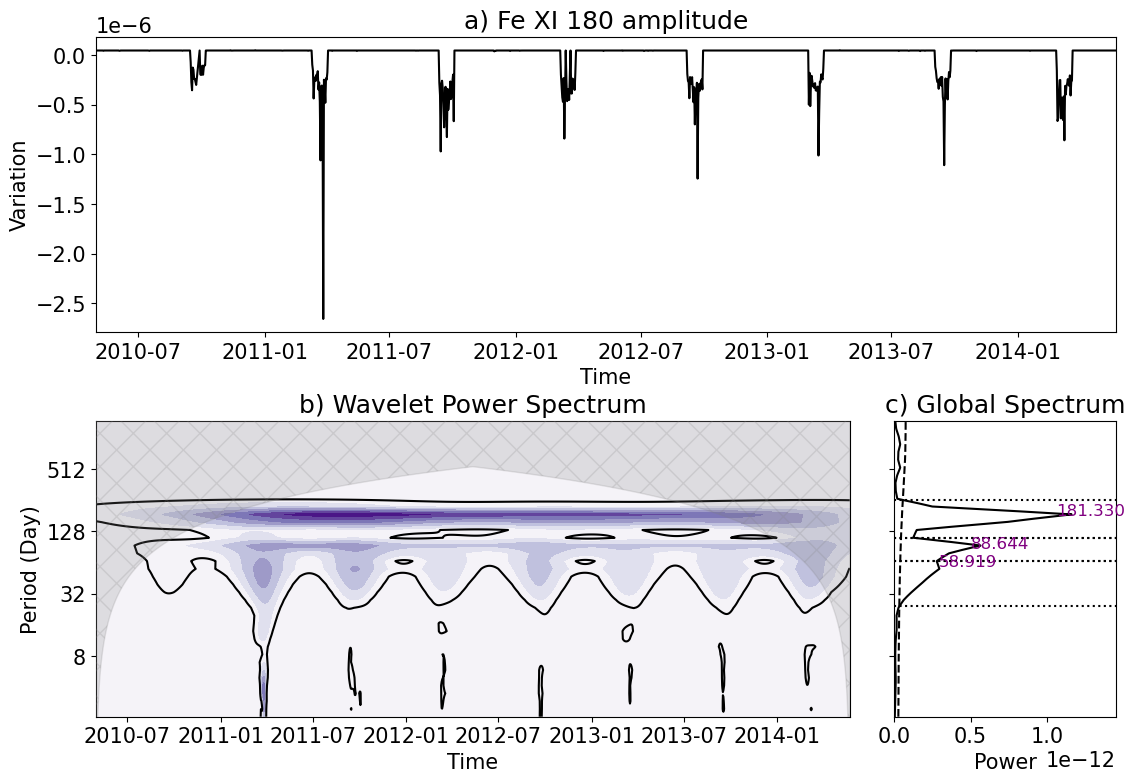 a) Fe XI 180 amplitude
1e−6
0.0
−0.5
−1.0
−1.5
−2.0
−2.5
Variation
2010-07 2011-01 2011-07 2012-01 2012-07 2013-01 2013-07 2014-01
Time
b) Wavelet Power Spectrum
512
128
32
8
Period (Day)
2010-07 2011-01 2011-07 2012-01 2012-07 2013-01 2013-07 2014-01
Time
c) Global Spectrum
181.330
88.644
58.919
0.0 0.5 1.0
Power 1e−12